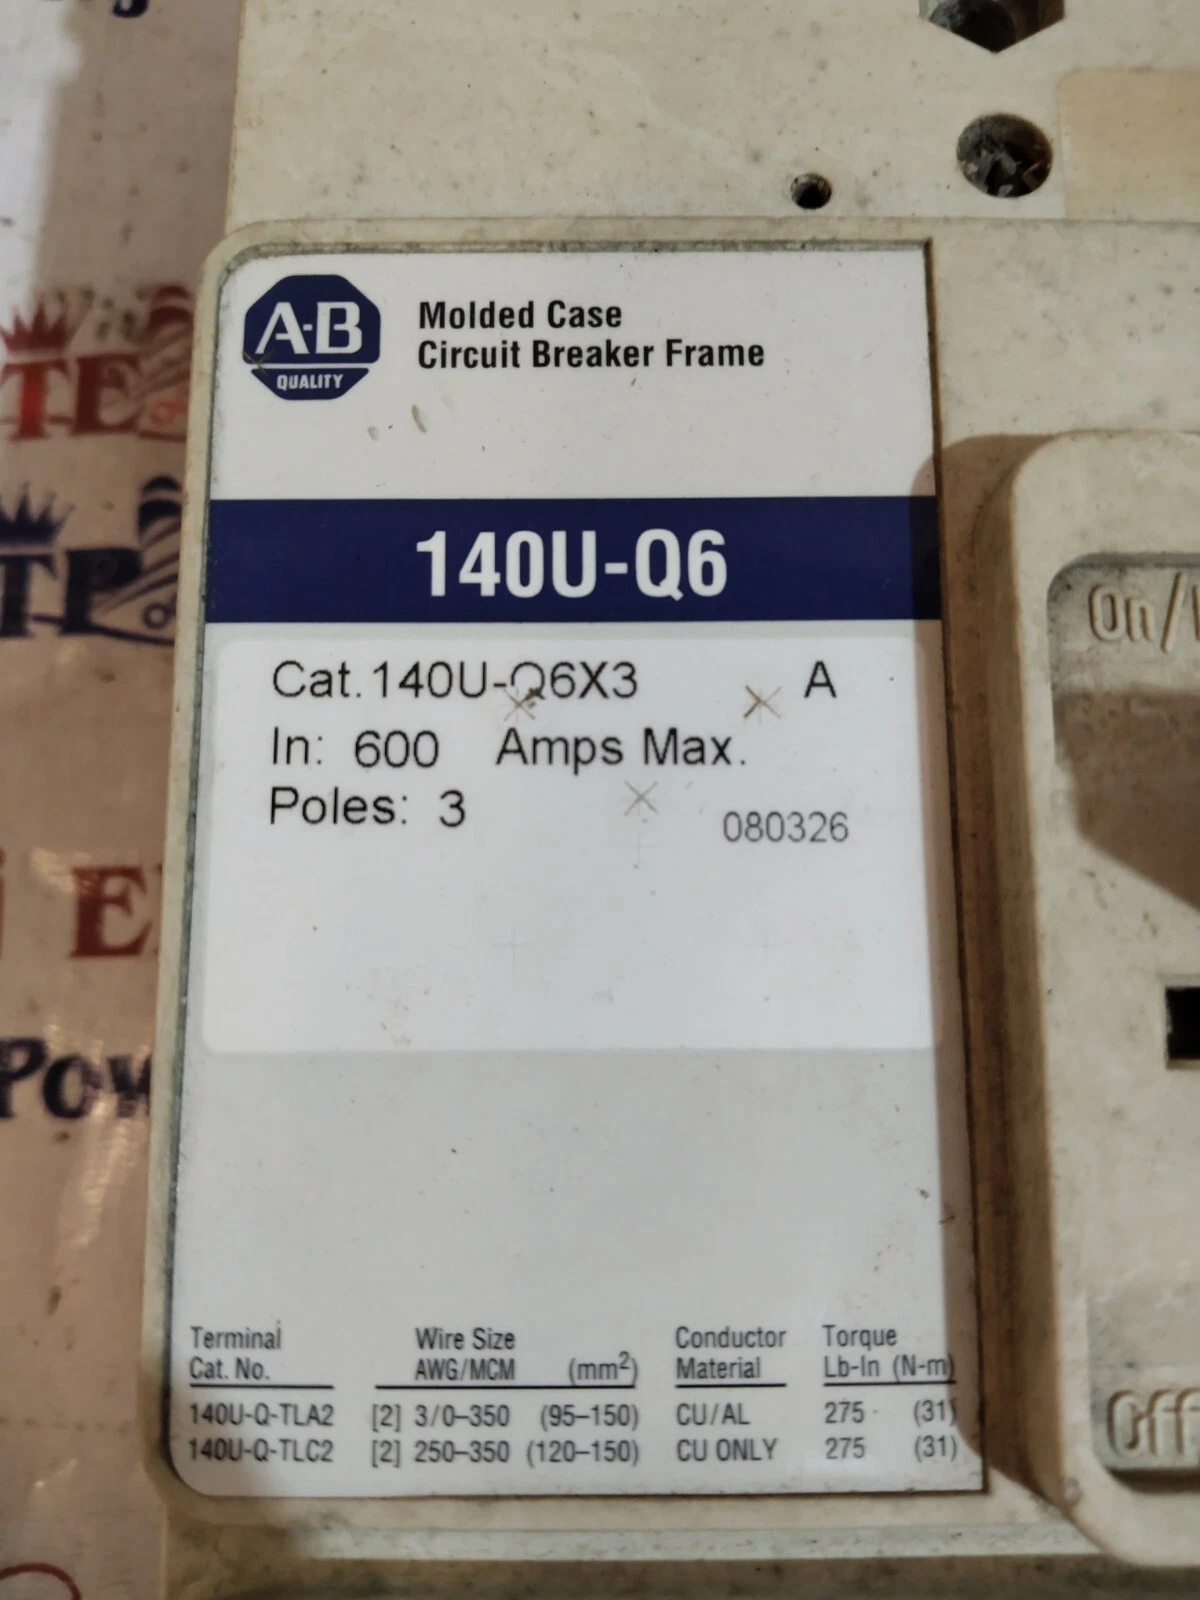 A-B
QUALITY
Molded Case
Circuit Breaker Frame
140U-Q6
Cat. 140U-Q6X3 A
In: 600 Amps Max.
Poles: 3
080326
Terminal Wire Size Conductor Torque
Cat. No. AWG/MCM (mm²) Material Lb-In (N-m)
140U-Q-TLA2 [2] 3/0–350 (95–150) CU/AL 275 (31)
140U-Q-TLC2 [2] 250–350 (120–150) CU ONLY 275 (31)
On/
Off